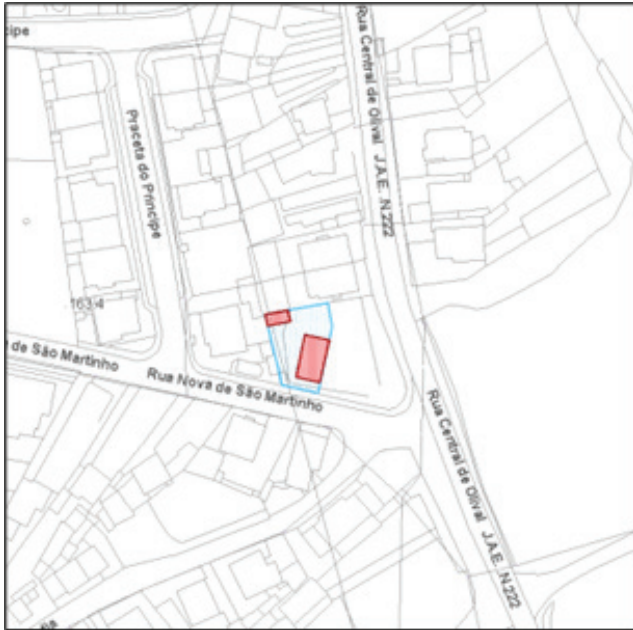 cipe
Rua Central de Olival J.A.E. N.222
Praceta do Príncipe
163.4
de São Martinho
Rua Nova de São Martinho
Rua Central de Olival J.A.E. N.222